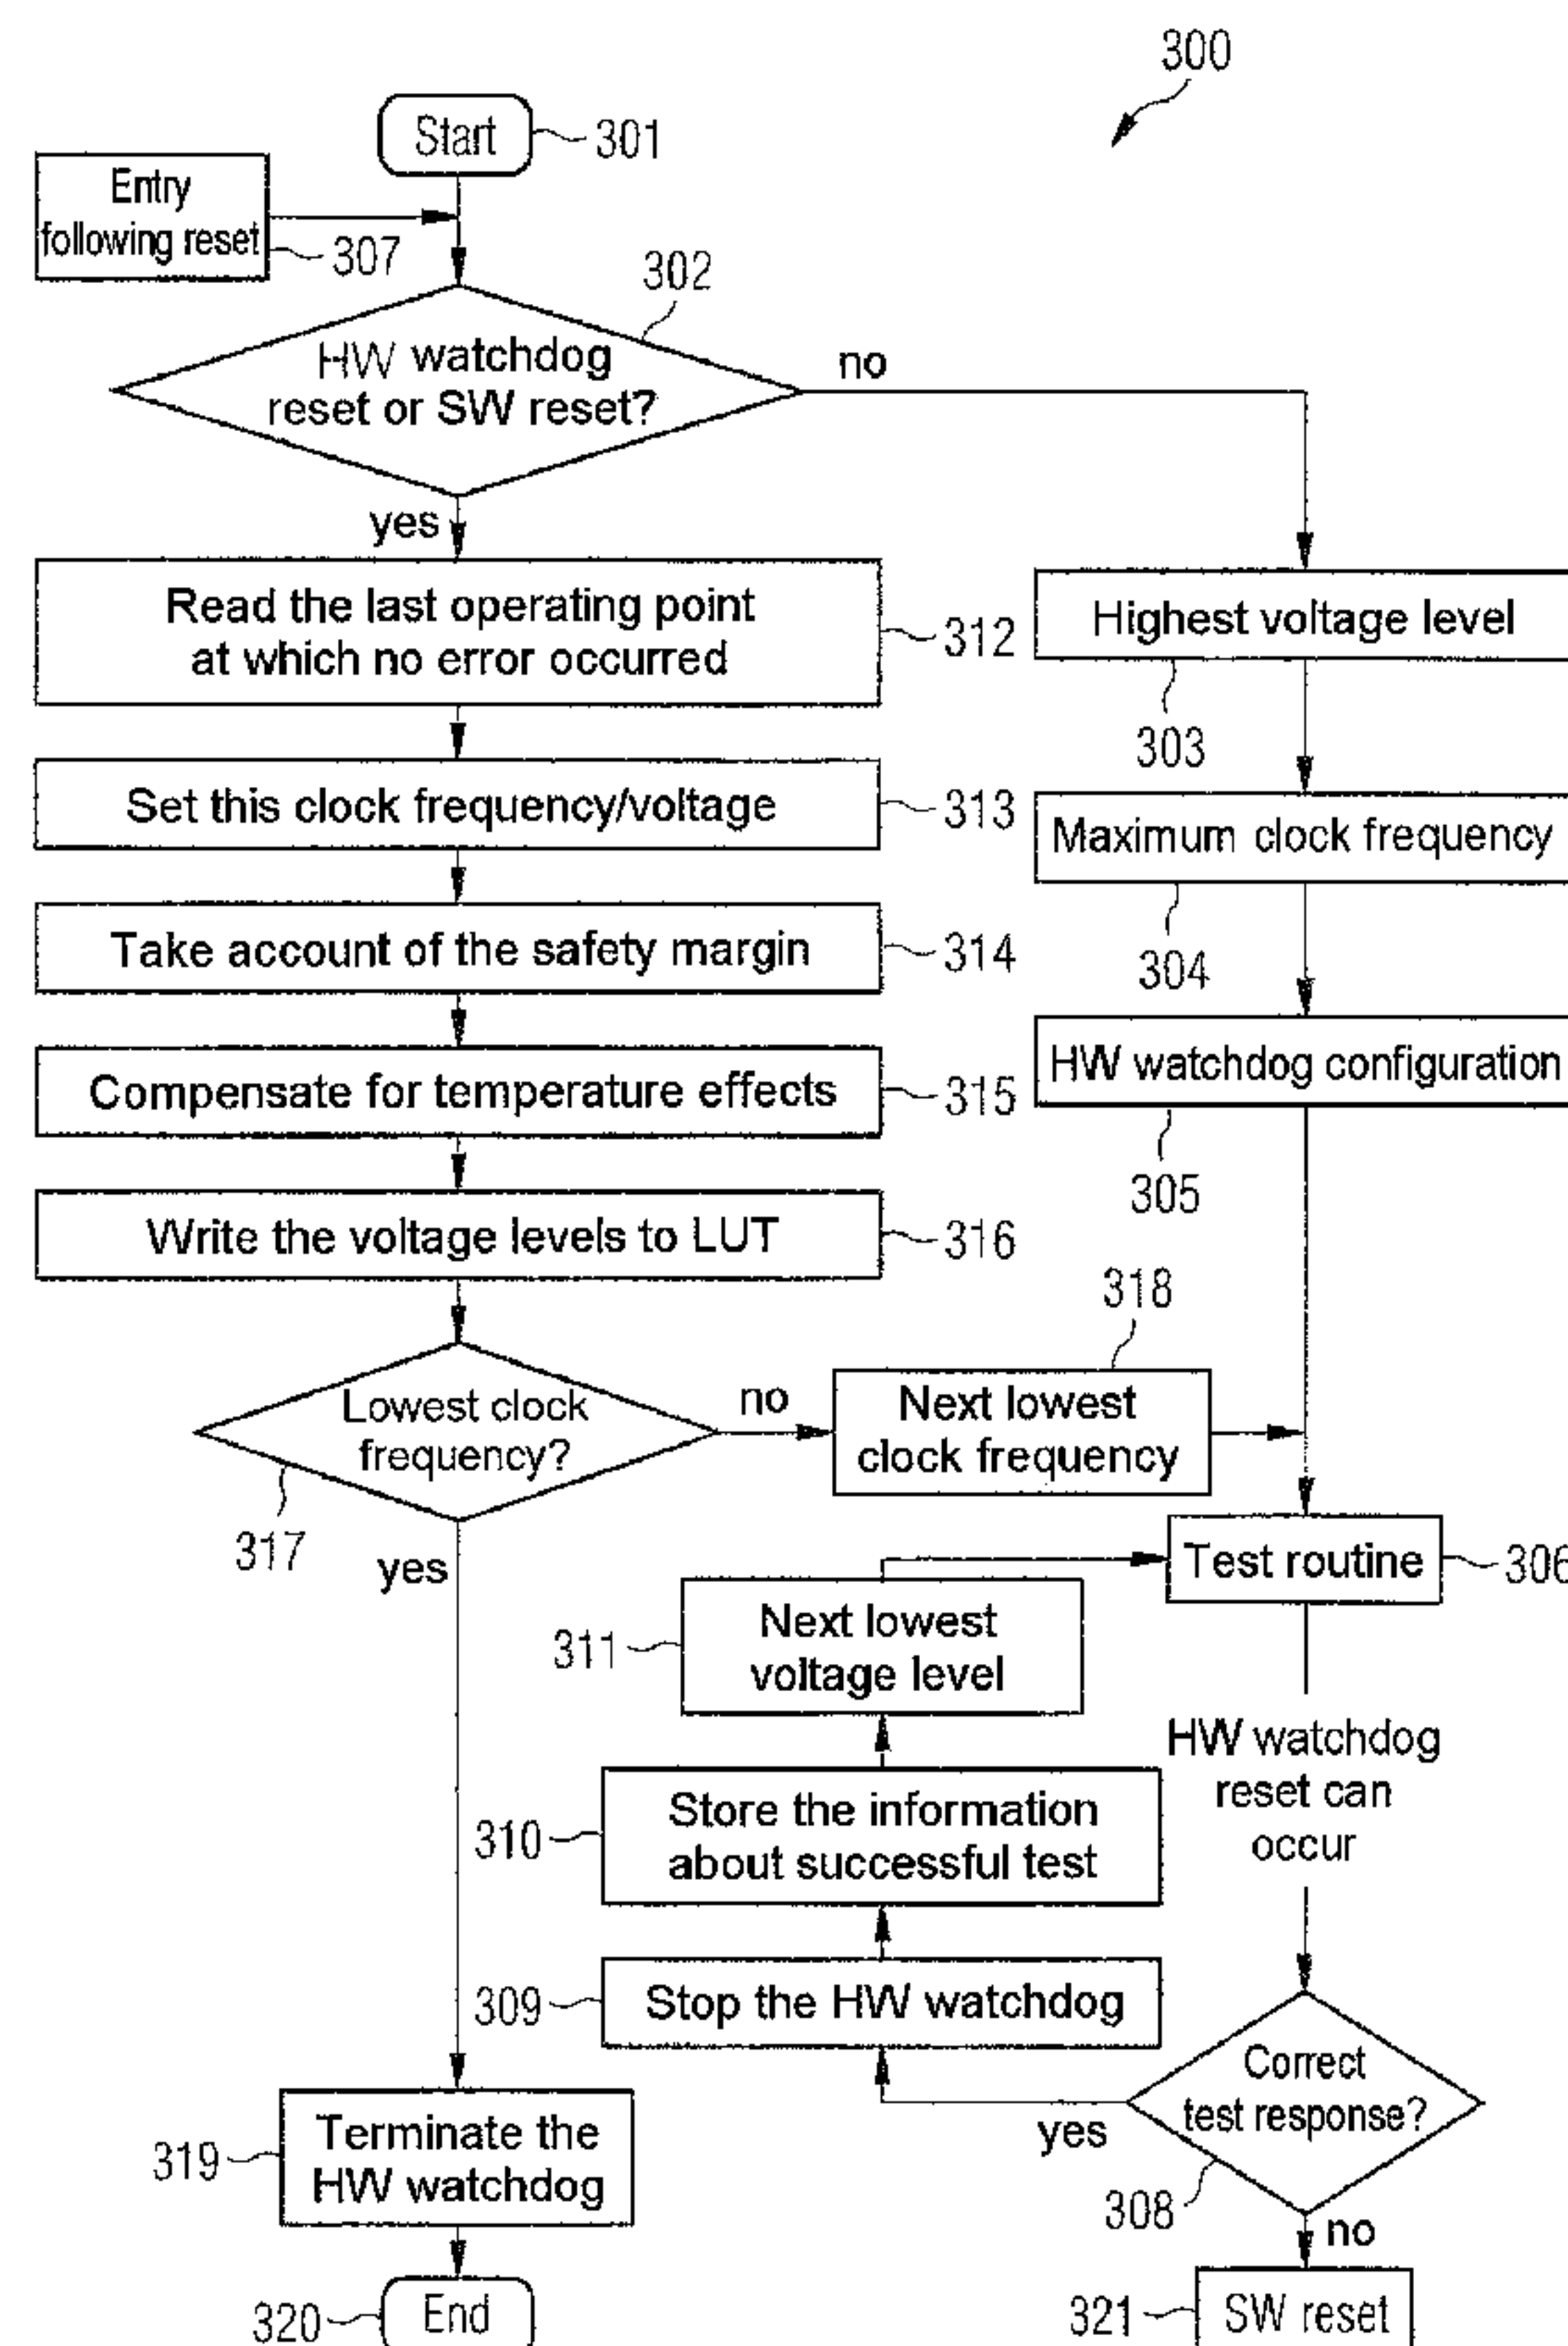 300
Start
301
Entry
following reset
307
302
HW watchdog
reset or SW reset?
no
yes
Read the last operating point
at which no error occurred
312
Highest voltage level
303
Set this clock frequency/voltage
313
Maximum clock frequency
304
Take account of the safety margin
314
Compensate for temperature effects
315
HW watchdog configuration
305
Write the voltage levels to LUT
316
318
Lowest clock
frequency?
317
no
Next lowest
clock frequency
yes
Test routine
306
Next lowest
voltage level
311
HW watchdog
reset can
occur
Store the information
about successful test
310
Stop the HW watchdog
309
Correct
test response?
308
yes
no
Terminate the
HW watchdog
319
End
320
SW reset
321